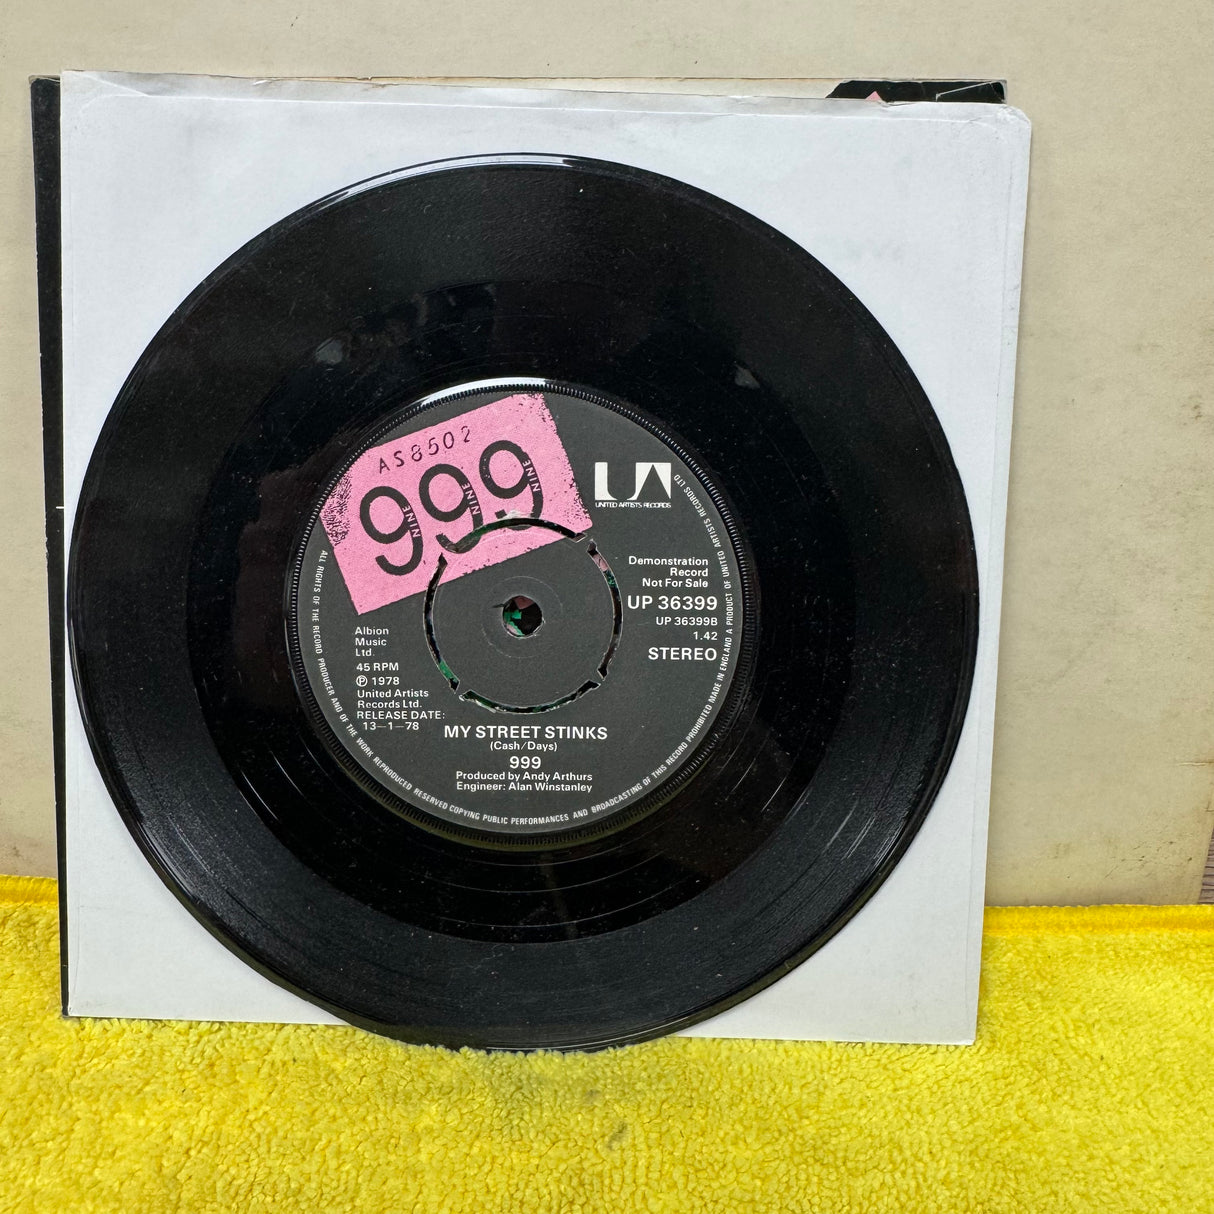 AS8502
999
NINE NINE NINE
UA
UNITED ARTISTS RECORDS
Demonstration
Record
Not For Sale
UP 36399
UP 36399B
1.42
STEREO
Albion
Music
Ltd.
45 RPM
℗ 1978
United Artists
Records Ltd.
RELEASE DATE:
13—1—78
MY STREET STINKS
(Cash/Days)
999
Produced by Andy Arthurs
Engineer: Alan Winstanley
ALL RIGHTS OF THE RECORD PRODUCER AND OF THE WORK REPRODUCED RESERVED COPYING PUBLIC PERFORMANCES AND BROADCASTING OF THIS RECORD PROHIBITED MADE IN ENGLAND A PRODUCT OF UNITED ARTISTS RECORDS LTD